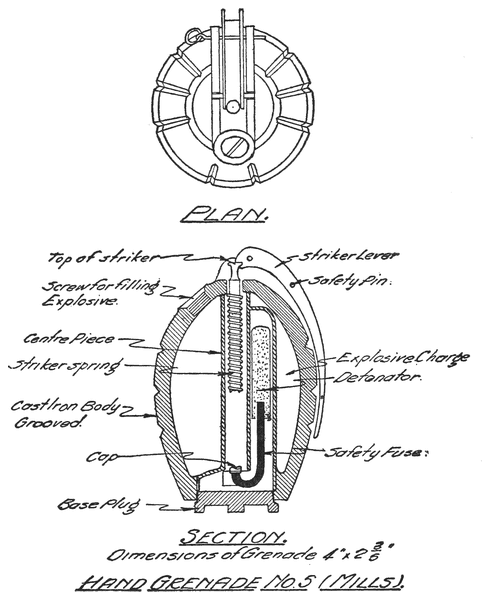 PLAN.
Top of striker
Striker Lever
Safety Pin.
Screw for filling
Explosive.
Centre Piece
Striker spring
Explosive Charge
Detonator.
Cast Iron Body
Grooved.
Cap
Safety Fuse.
Base Plug
SECTION.
Dimensions of Grenade 4" x 2 3/8"
HAND GRENADE No. 5 (MILLS).